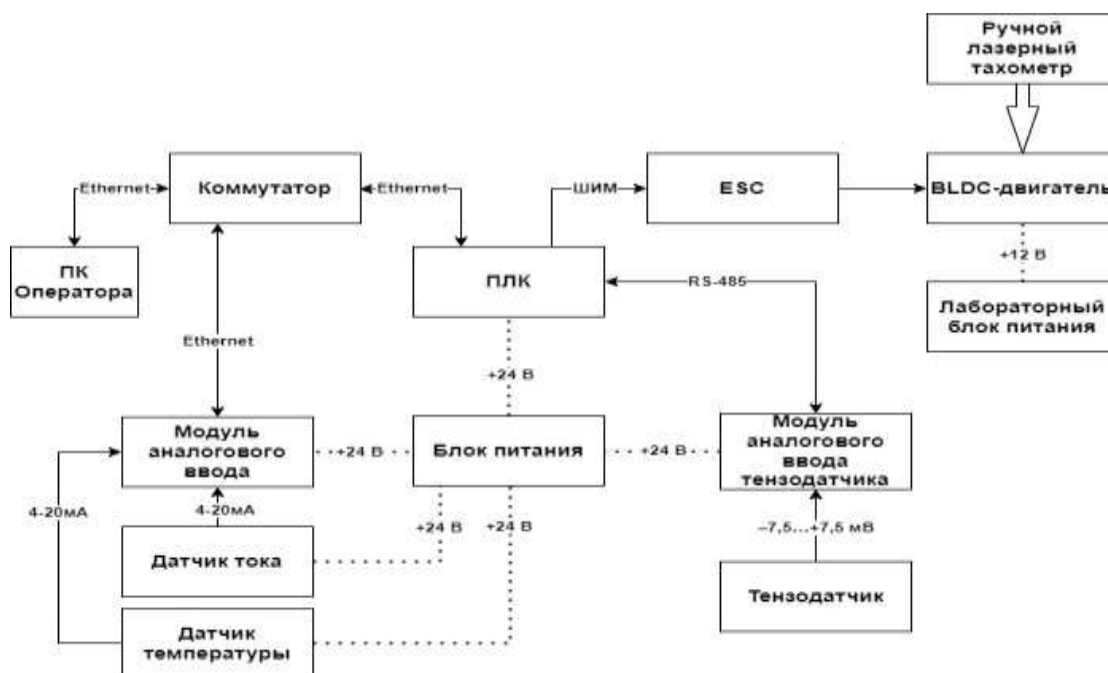 Ручной
лазерный
тахометр
Ethernet
Коммутатор
Ethernet
ШИМ
ESC
BLDC-двигатель
ПК
Оператора
ПЛК
RS-485
+12 В
Лабораторный
блок питания
Ethernet
+24 В
Модуль
аналогового
ввода
+24 В
Блок питания
+24 В
Модуль
аналогового
ввода
тензодатчика
4-20мА
4-20мА
+24 В
+24 В
–7,5...+7,5 мВ
Датчик тока
Тензодатчик
Датчик
температуры